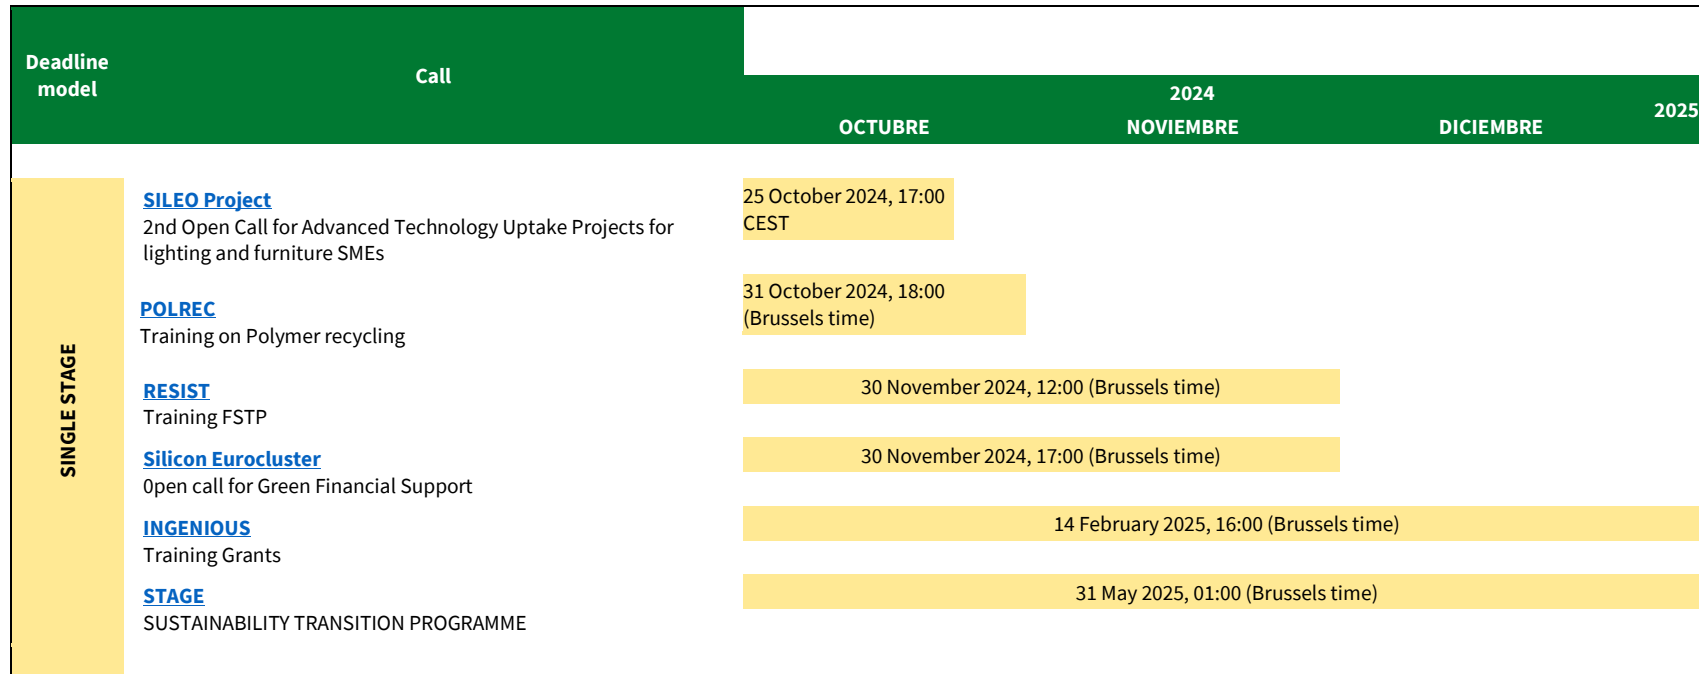 Deadline
model
Call
2024
2025
OCTUBRE
NOVIEMBRE
DICIEMBRE
SINGLE STAGE
SILEO Project
2nd Open Call for Advanced Technology Uptake Projects for
lighting and furniture SMEs
25 October 2024, 17:00
CEST
POLREC
Training on Polymer recycling
31 October 2024, 18:00
(Brussels time)
RESIST
Training FSTP
30 November 2024, 12:00 (Brussels time)
Silicon Eurocluster
0pen call for Green Financial Support
30 November 2024, 17:00 (Brussels time)
INGENIOUS
Training Grants
14 February 2025, 16:00 (Brussels time)
STAGE
SUSTAINABILITY TRANSITION PROGRAMME
31 May 2025, 01:00 (Brussels time)